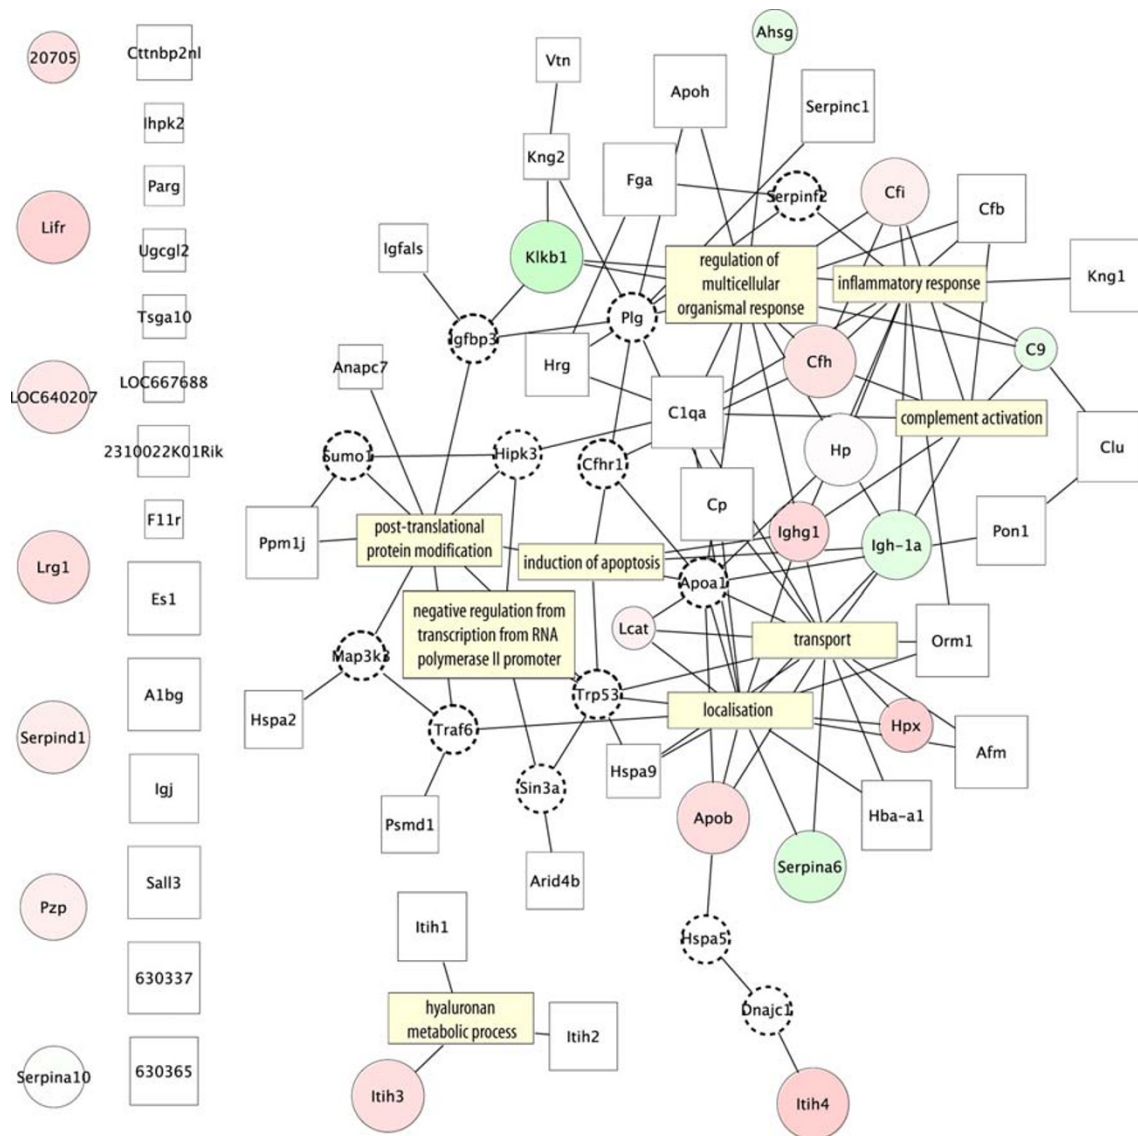 20705
Lifr
LOC640207
Lrg1
Serpind1
Pzp
Serpina10
Cttnbp2nl
Ihpk2
Parg
Ugcgl2
Tsga10
LOC667688
2310022K01Rik
F11r
Es1
A1bg
Igj
Sall3
630337
630365
Ahsg
Vtn
Apoh
Serpinc1
Kng2
Fga
Serpinf2
Cfi
Cfb
Igfals
Klkb1
regulation of
multicellular
organismal response
inflammatory response
Kng1
Plg
Igfbp3
Hrg
Cfh
C9
Anapc7
C1qa
complement activation
Sumo1
Hipk3
Cfhr1
Hp
Clu
Cp
Ppm1j
post-translational
protein modification
induction of apoptosis
Ighg1
Igh-1a
Pon1
Apoa1
negative regulation from
transcription from RNA
polymerase II promoter
Lcat
transport
Orm1
Map3k3
Trp53
localisation
Hspa2
Traf6
Hpx
Afm
Hspa9
Sin3a
Psmd1
Apob
Hba-a1
Serpina6
Arid4b
Itih1
Hspa5
hyaluronan
metabolic process
Itih2
Dnajc1
Itih3
Itih4